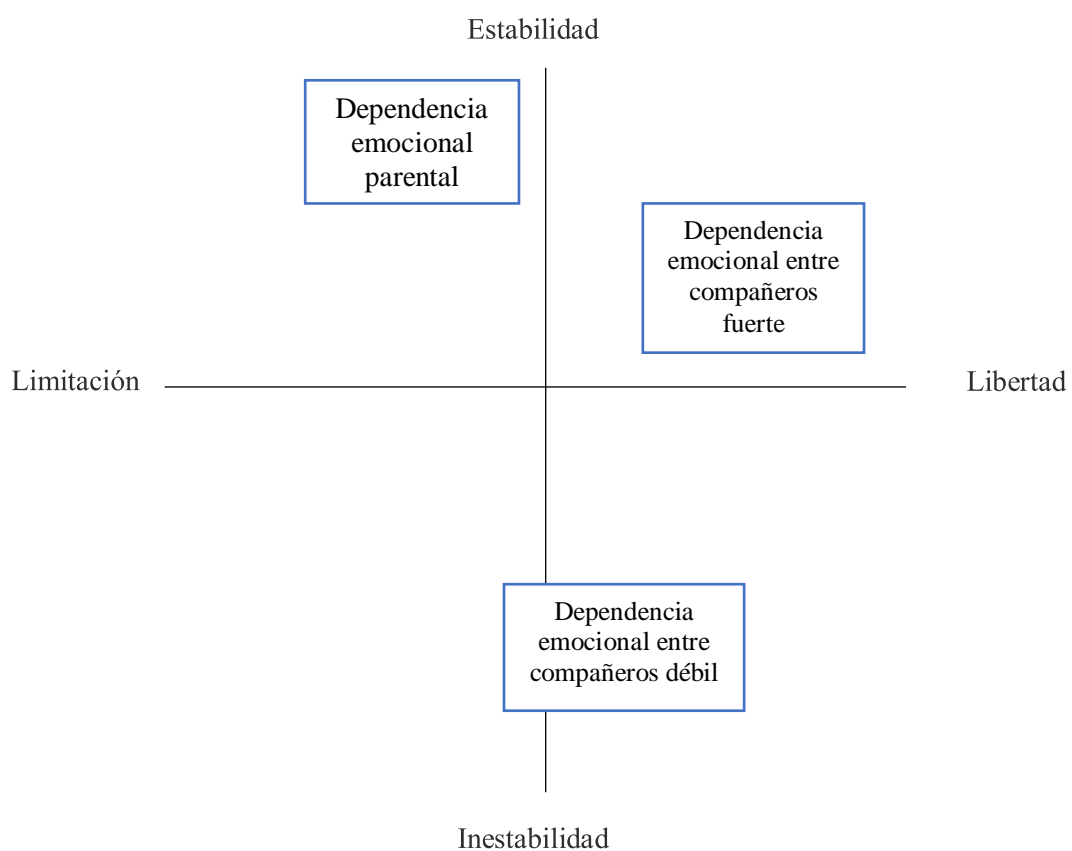 Estabilidad
Dependencia
emocional
parental
Dependencia
emocional entre
compañeros
fuerte
Limitación
Libertad
Dependencia
emocional entre
compañeros débil
Inestabilidad